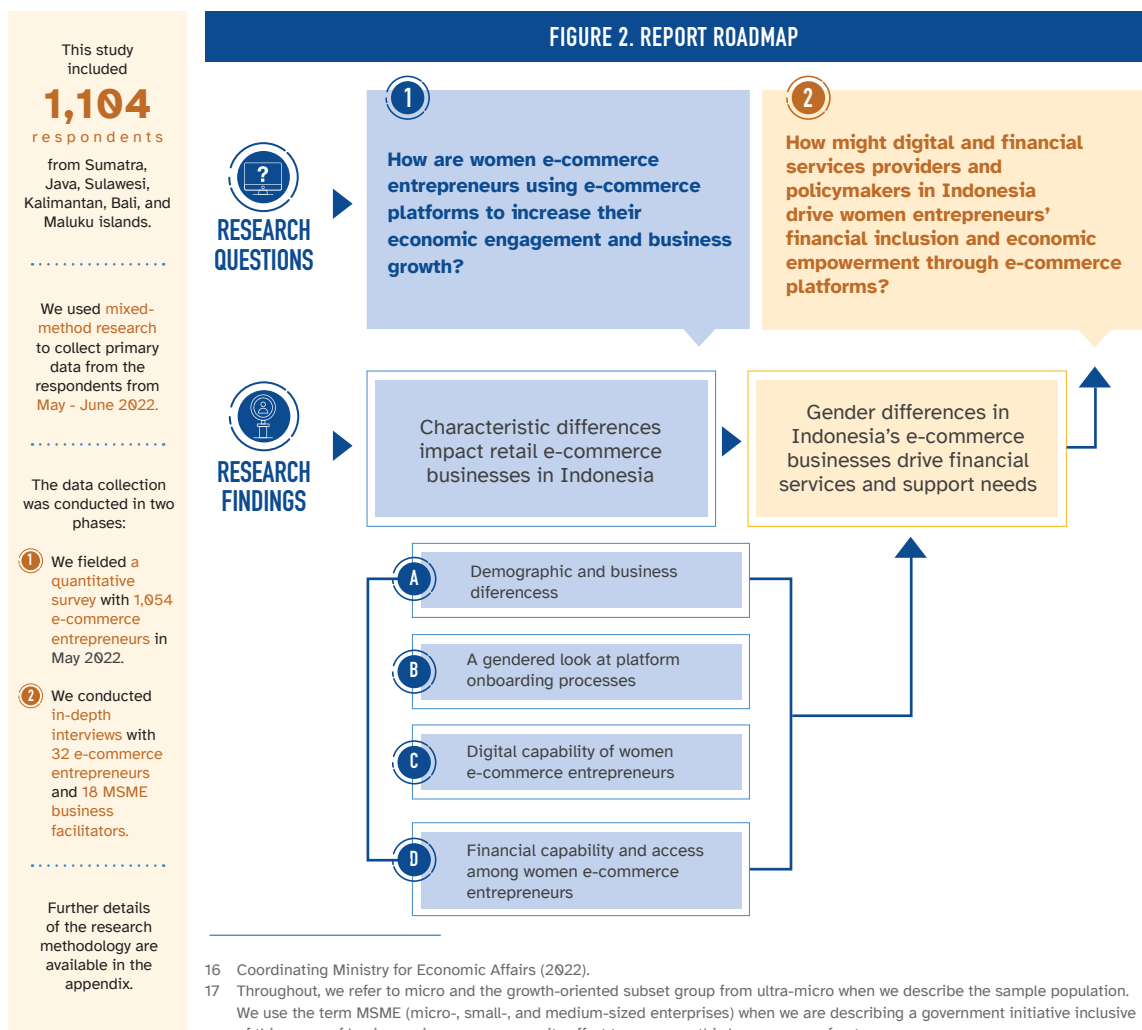 This study
included
1,104
respondents
from Sumatra,
Java, Sulawesi,
Kalimantan, Bali, and
Maluku islands.
We used mixed-
method research
to collect primary
data from the
respondents from
May - June 2022.
The data collection
was conducted in two
phases:
1 We fielded a
quantitative
survey with 1,054
e-commerce
entrepreneurs in
May 2022.
2 We conducted
in-depth
interviews with
32 e-commerce
entrepreneurs
and 18 MSME
business
facilitators.
Further details
of the research
methodology are
available in the
appendix.
FIGURE 2. REPORT ROADMAP
?
RESEARCH
QUESTIONS
1
How are women e-commerce
entrepreneurs using e-commerce
platforms to increase their
economic engagement and business
growth?
2
How might digital and financial
services providers and
policymakers in Indonesia
drive women entrepreneurs'
financial inclusion and economic
empowerment through e-commerce
platforms?
RESEARCH
FINDINGS
Characteristic differences
impact retail e-commerce
businesses in Indonesia
Gender differences in
Indonesia's e-commerce
businesses drive financial
services and support needs
A
Demographic and business
diferencess
B
A gendered look at platform
onboarding processes
C
Digital capability of women
e-commerce entrepreneurs
D
Financial capability and access
among women e-commerce
entrepreneurs
16 Coordinating Ministry for Economic Affairs (2022).
17 Throughout, we refer to micro and the growth-oriented subset group from ultra-micro when we describe the sample population.
We use the term MSME (micro-, small-, and medium-sized enterprises) when we are describing a government initiative inclusive